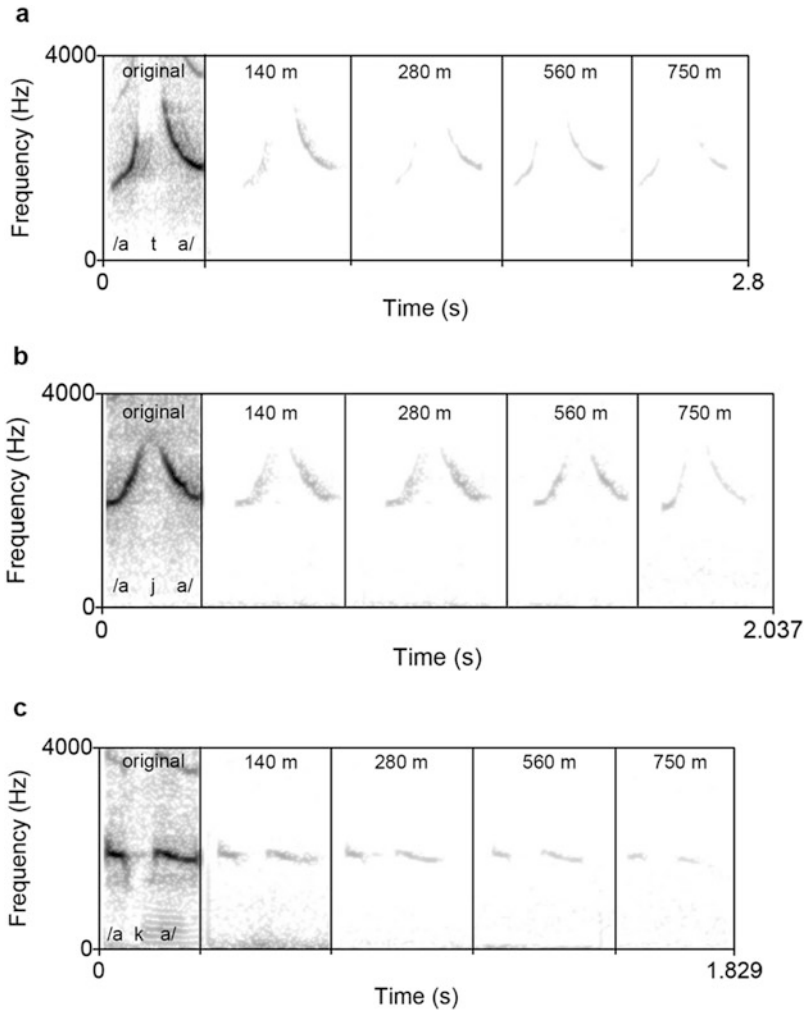 a
4000
original 140 m 280 m 560 m 750 m
Frequency (Hz)
/a t a/
0
0 2.8
Time (s)
b
4000
original 140 m 280 m 560 m 750 m
Frequency (Hz)
/a j a/
0
0 2.037
Time (s)
c
4000
original 140 m 280 m 560 m 750 m
Frequency (Hz)
/a k a/
0
0 1.829
Time (s)